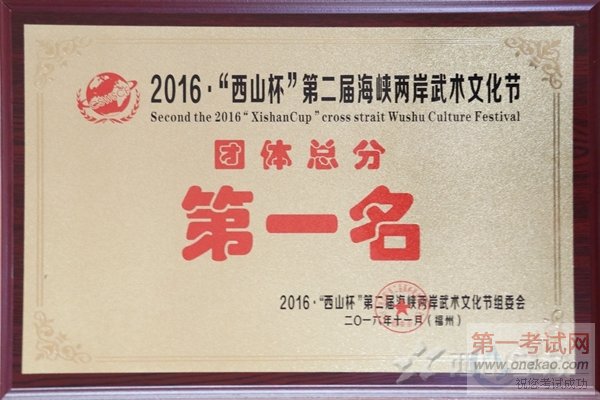 2016·“西山杯”第二届海峡两岸武术文化节
Second the 2016“XishanCup”cross strait Wushu Culture Festival
团体总分
第一名
2016·“西山杯”第二届海峡两岸武术文化节组委会
二〇一六年十一月（福州）
第一考试网
www.onekao.com
祝您考试成功